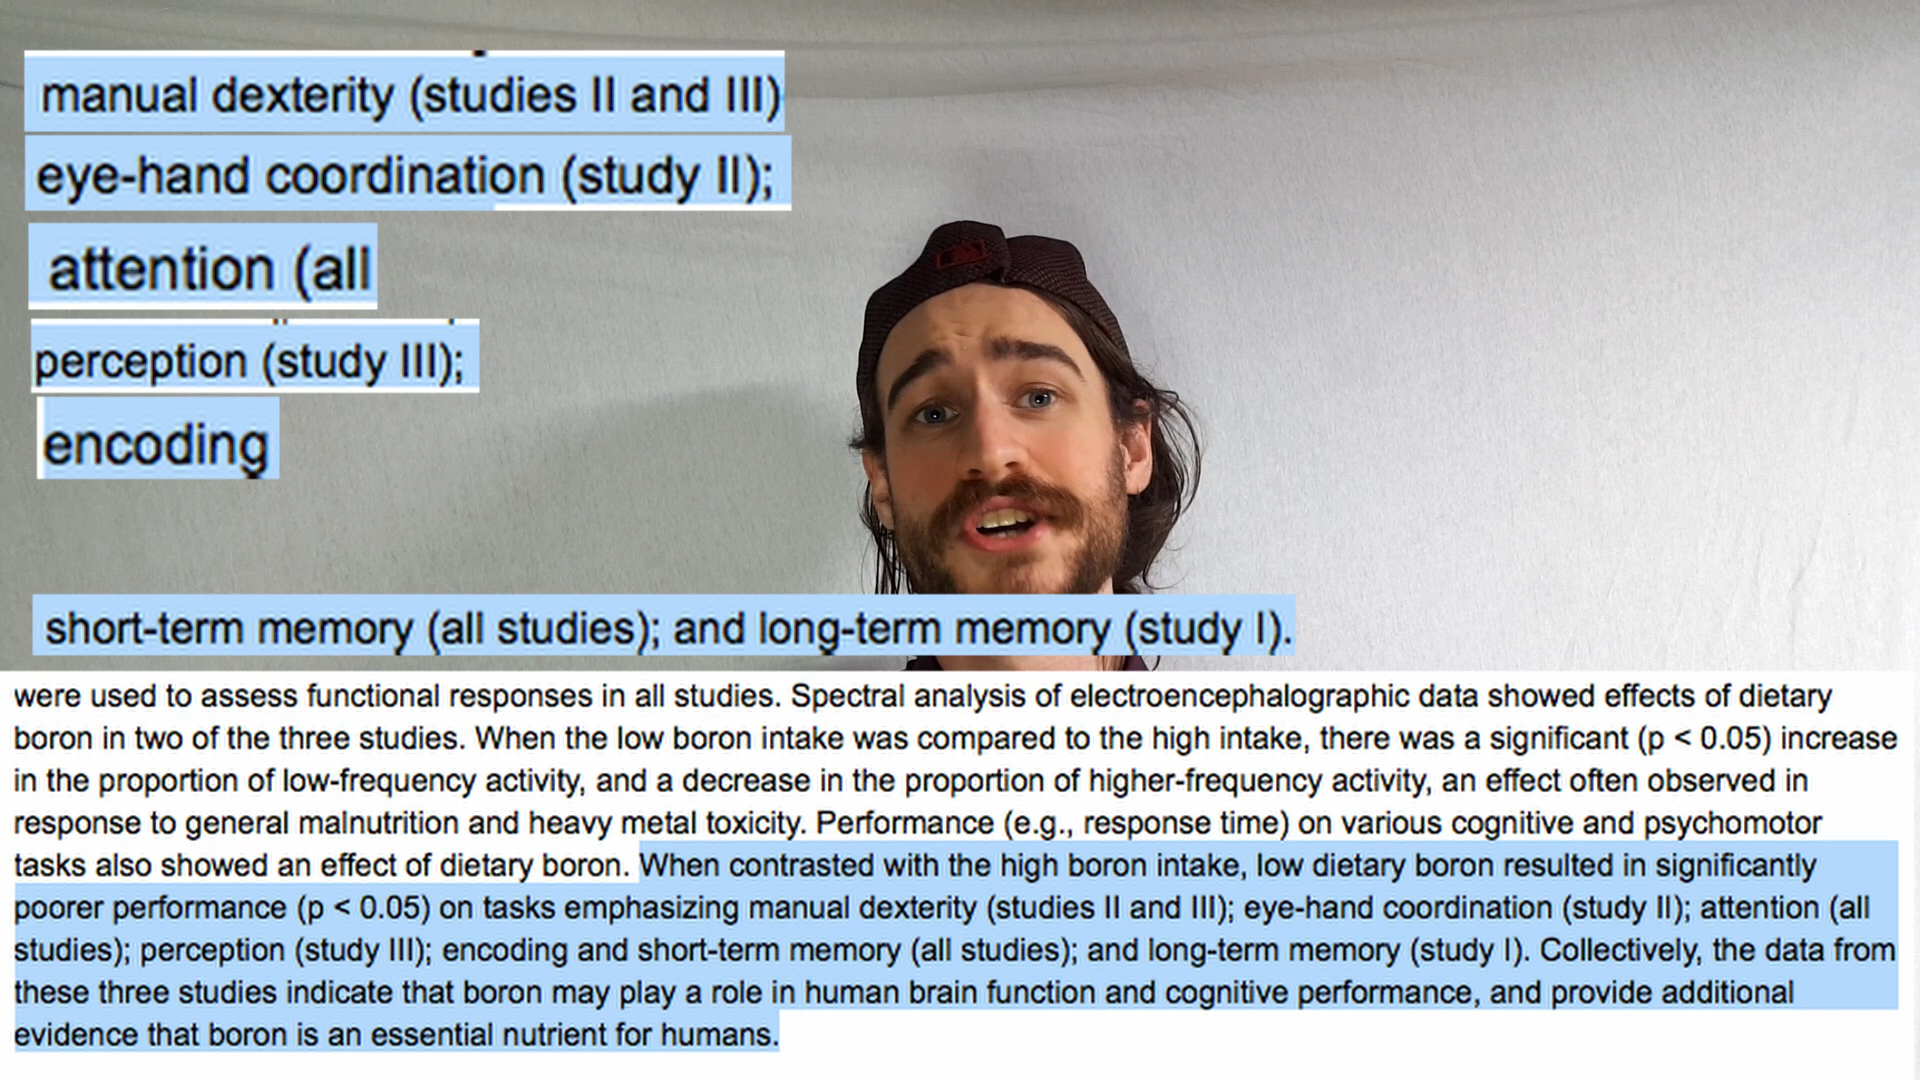 manual dexterity (studies II and III)
eye-hand coordination (study II);
attention (all
perception (study III);
encoding
short-term memory (all studies); and long-term memory (study I).
were used to assess functional responses in all studies. Spectral analysis of electroencephalographic data showed effects of dietary
boron in two of the three studies. When the low boron intake was compared to the high intake, there was a significant (p < 0.05) increase
in the proportion of low-frequency activity, and a decrease in the proportion of higher-frequency activity, an effect often observed in
response to general malnutrition and heavy metal toxicity. Performance (e.g., response time) on various cognitive and psychomotor
tasks also showed an effect of dietary boron. When contrasted with the high boron intake, low dietary boron resulted in significantly
poorer performance (p < 0.05) on tasks emphasizing manual dexterity (studies II and III); eye-hand coordination (study II); attention (all
studies); perception (study III); encoding and short-term memory (all studies); and long-term memory (study I). Collectively, the data from
these three studies indicate that boron may play a role in human brain function and cognitive performance, and provide additional
evidence that boron is an essential nutrient for humans.